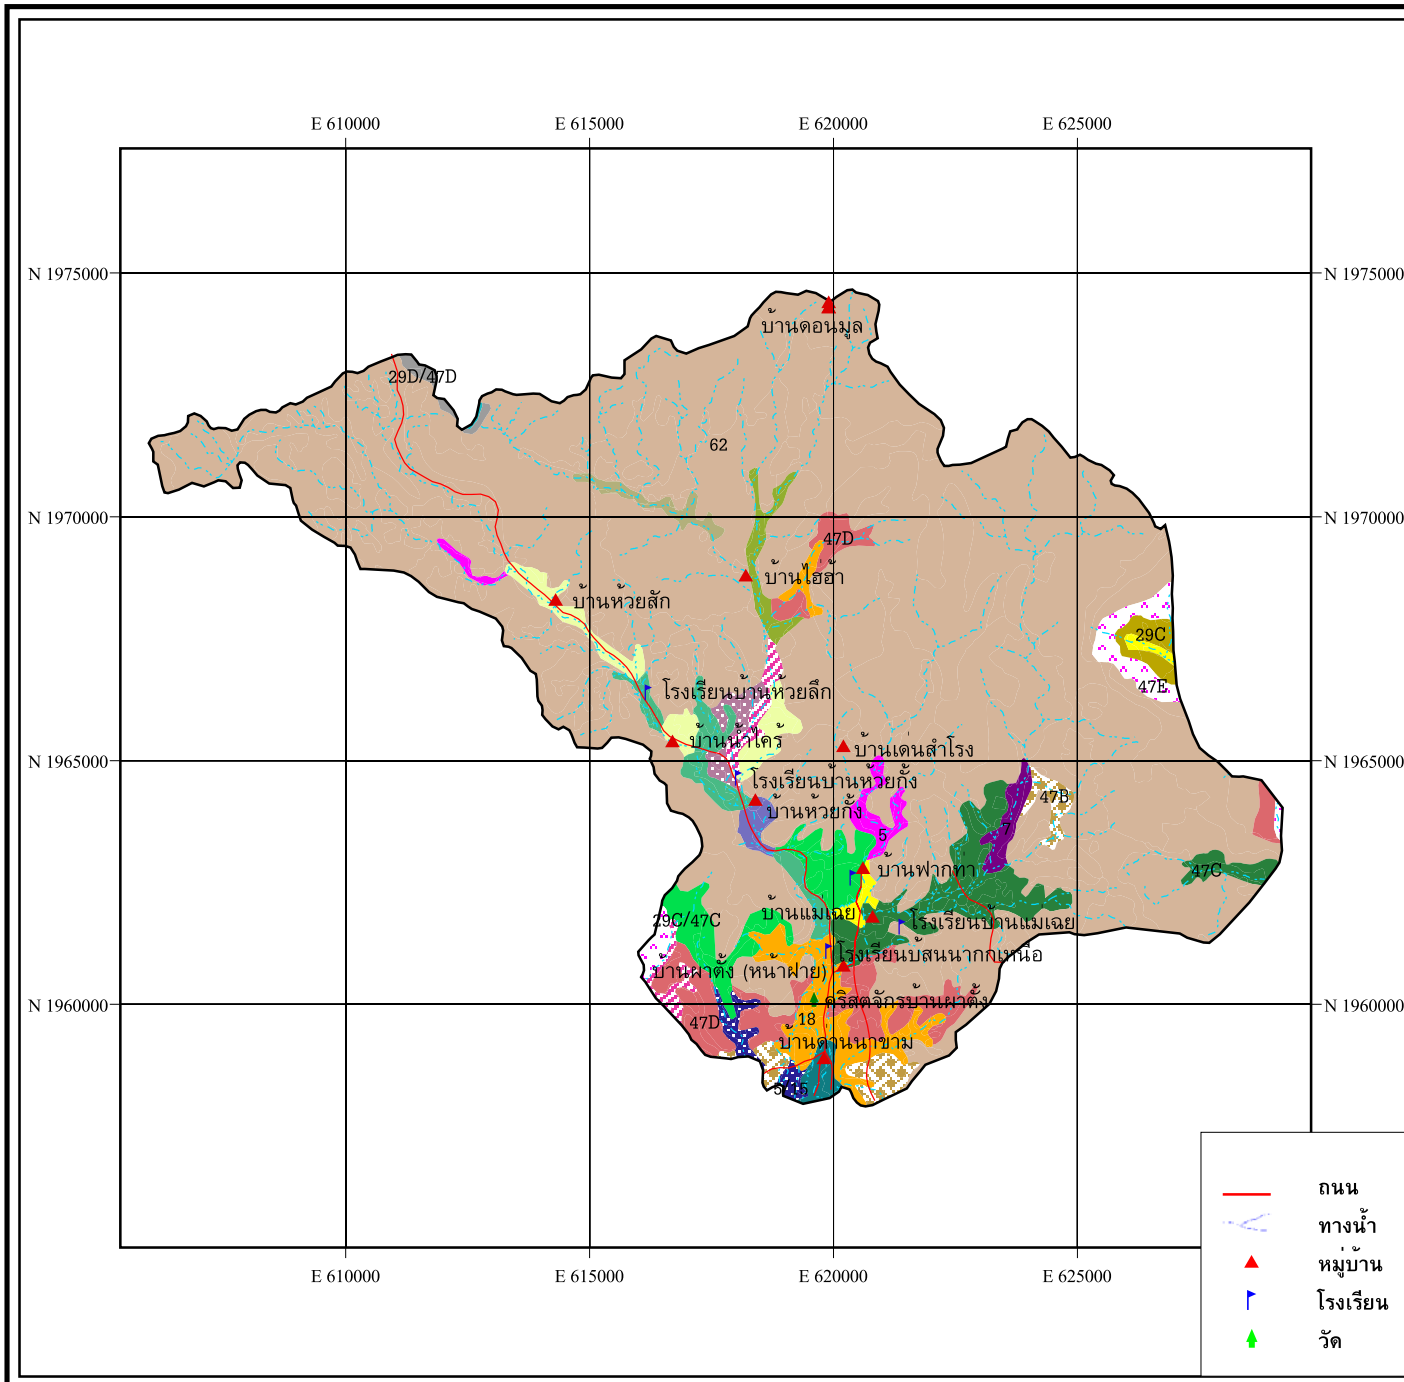 E 610000 E 615000 E 620000 E 625000
N 1975000 N 1975000
บ้านดอนมูล
29D/47D
62
N 1970000 N 1970000
47D
บ้านไฮฮ้า
บ้านห้วยสัก
29C
47E
โรงเรียนบ้านห้วยลึก
บ้านน้ำไคร้
บ้านเด่นสำโรง
N 1965000 N 1965000
โรงเรียนบ้านห้วยกั้ง
47B
บ้านห้วยกั้ง
7
5
บ้านฟากทา
47C
บ้านแม่เฉย
29C/47C
โรงเรียนบ้านแม่เฉย
โรงเรียนบ้สนนากกเหนือ
บ้านผาตั้ง (หน้าฝาย)
คริสตจักรบ้านผาตั้ง
N 1960000 N 1960000
18
47D
บ้านด่านนาขาม
E 610000 E 615000 E 620000 E 625000
ถนน
ทางน้ำ
หมู่บ้าน
โรงเรียน
วัด